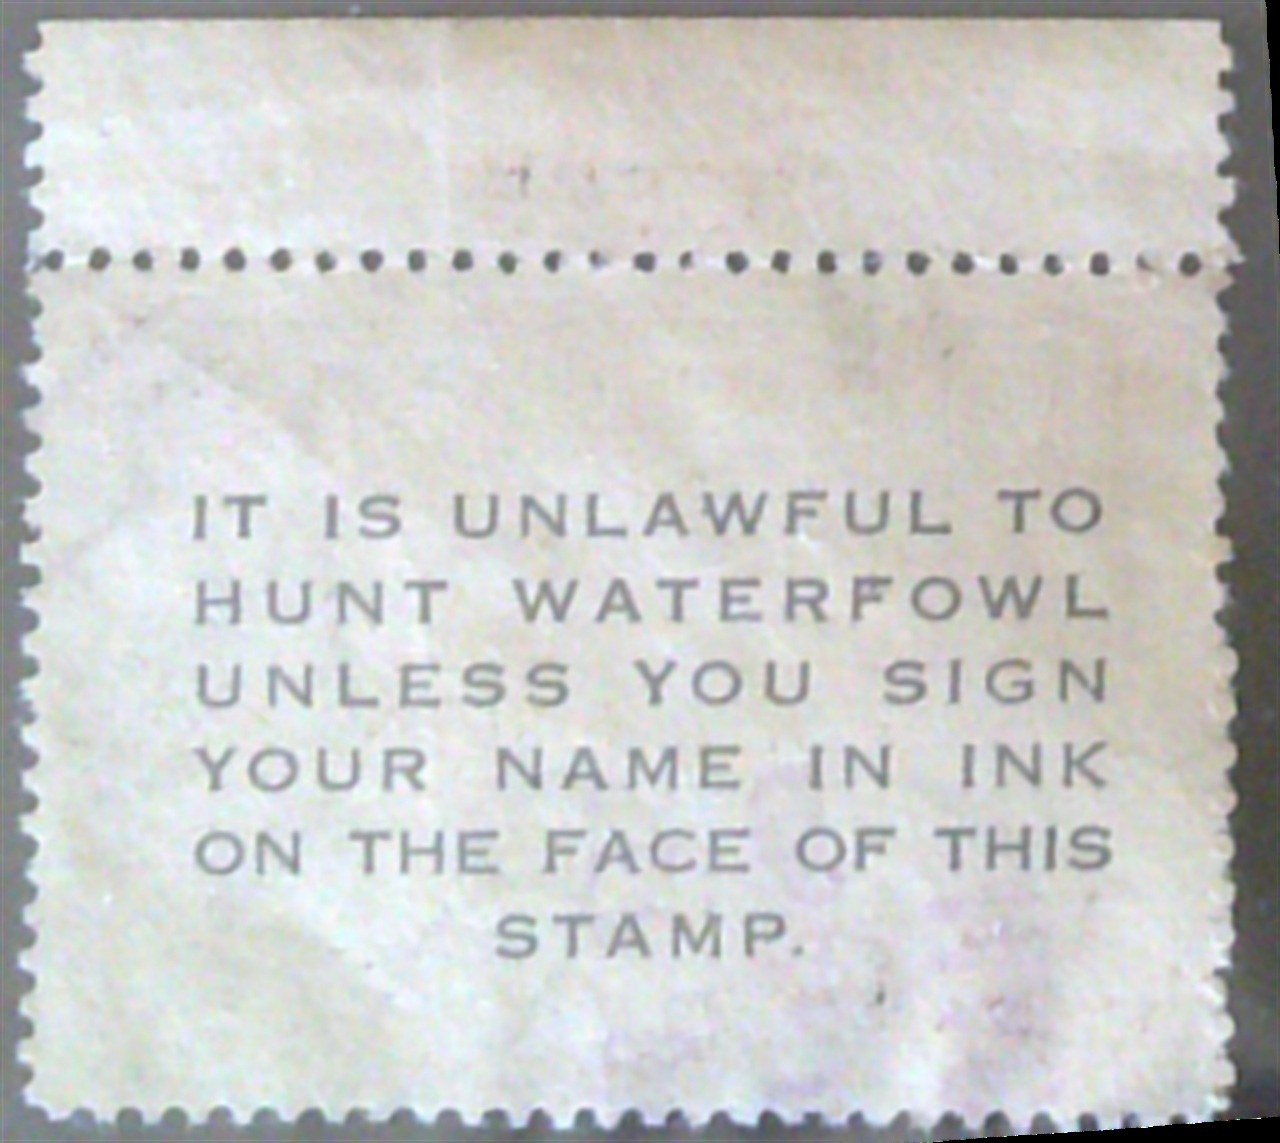 IT IS UNLAWFUL TO
HUNT WATERFOWL
UNLESS YOU SIGN
YOUR NAME IN INK
ON THE FACE OF THIS
STAMP.